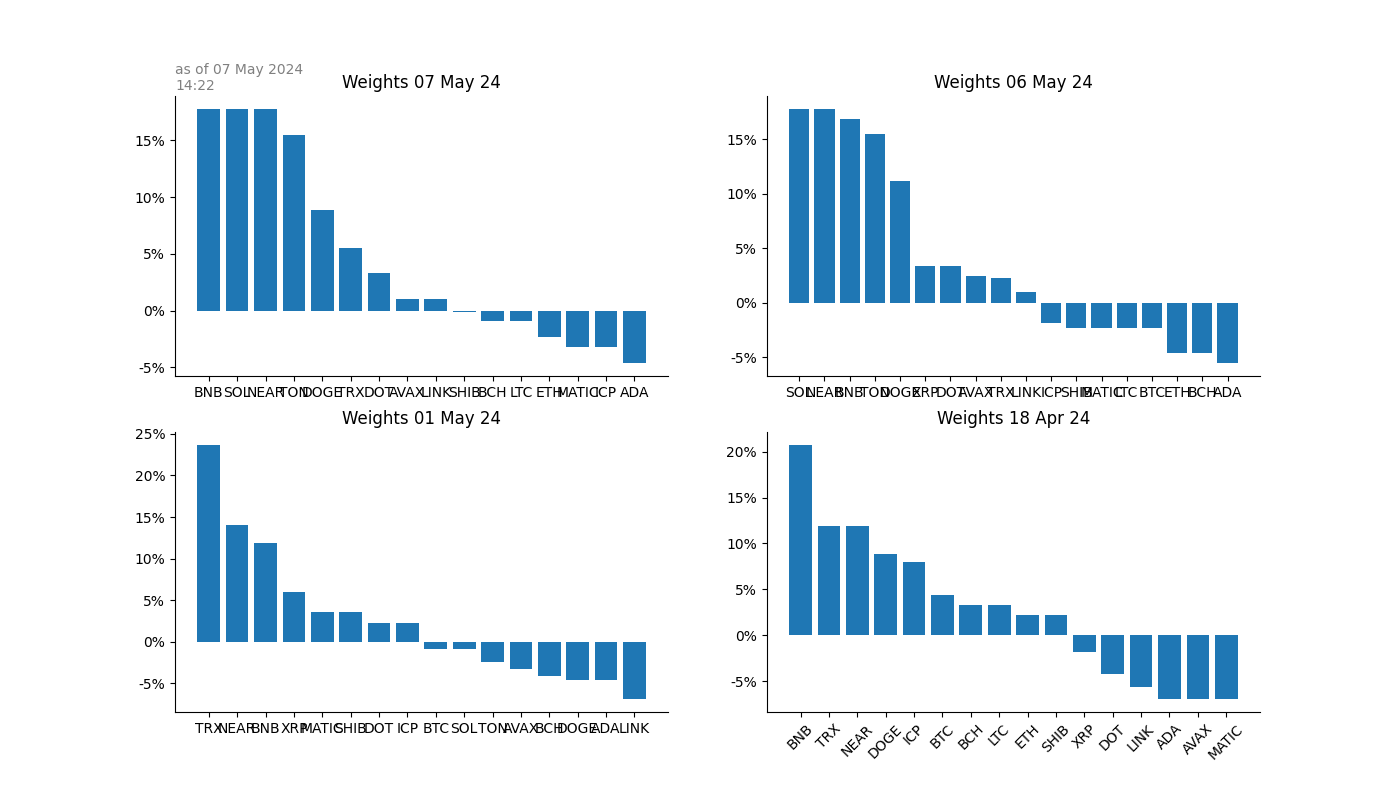 as of 07 May 2024
14:22
Weights 07 May 24
15%
10%
5%
0%
-5%
BNB SOL NEAR TON DOGE TRX DOT AVAX LINK SHIB BCH LTC ETH MATIC ICP ADA
Weights 06 May 24
15%
10%
5%
0%
-5%
SOL NEAR BNB TON DOGE XRP DOT AVAX TRX LINK ICP SHIB MATIC LTC BTC ETH BCH ADA
Weights 01 May 24
25%
20%
15%
10%
5%
0%
-5%
TRX NEAR BNB XRP MATIC SHIB DOT ICP BTC SOL TON AVAX BCH DOGE ADA LINK
Weights 18 Apr 24
20%
15%
10%
5%
0%
-5%
BNB TRX NEAR DOGE ICP BTC BCH LTC ETH SHIB XRP DOT LINK ADA AVAX MATIC